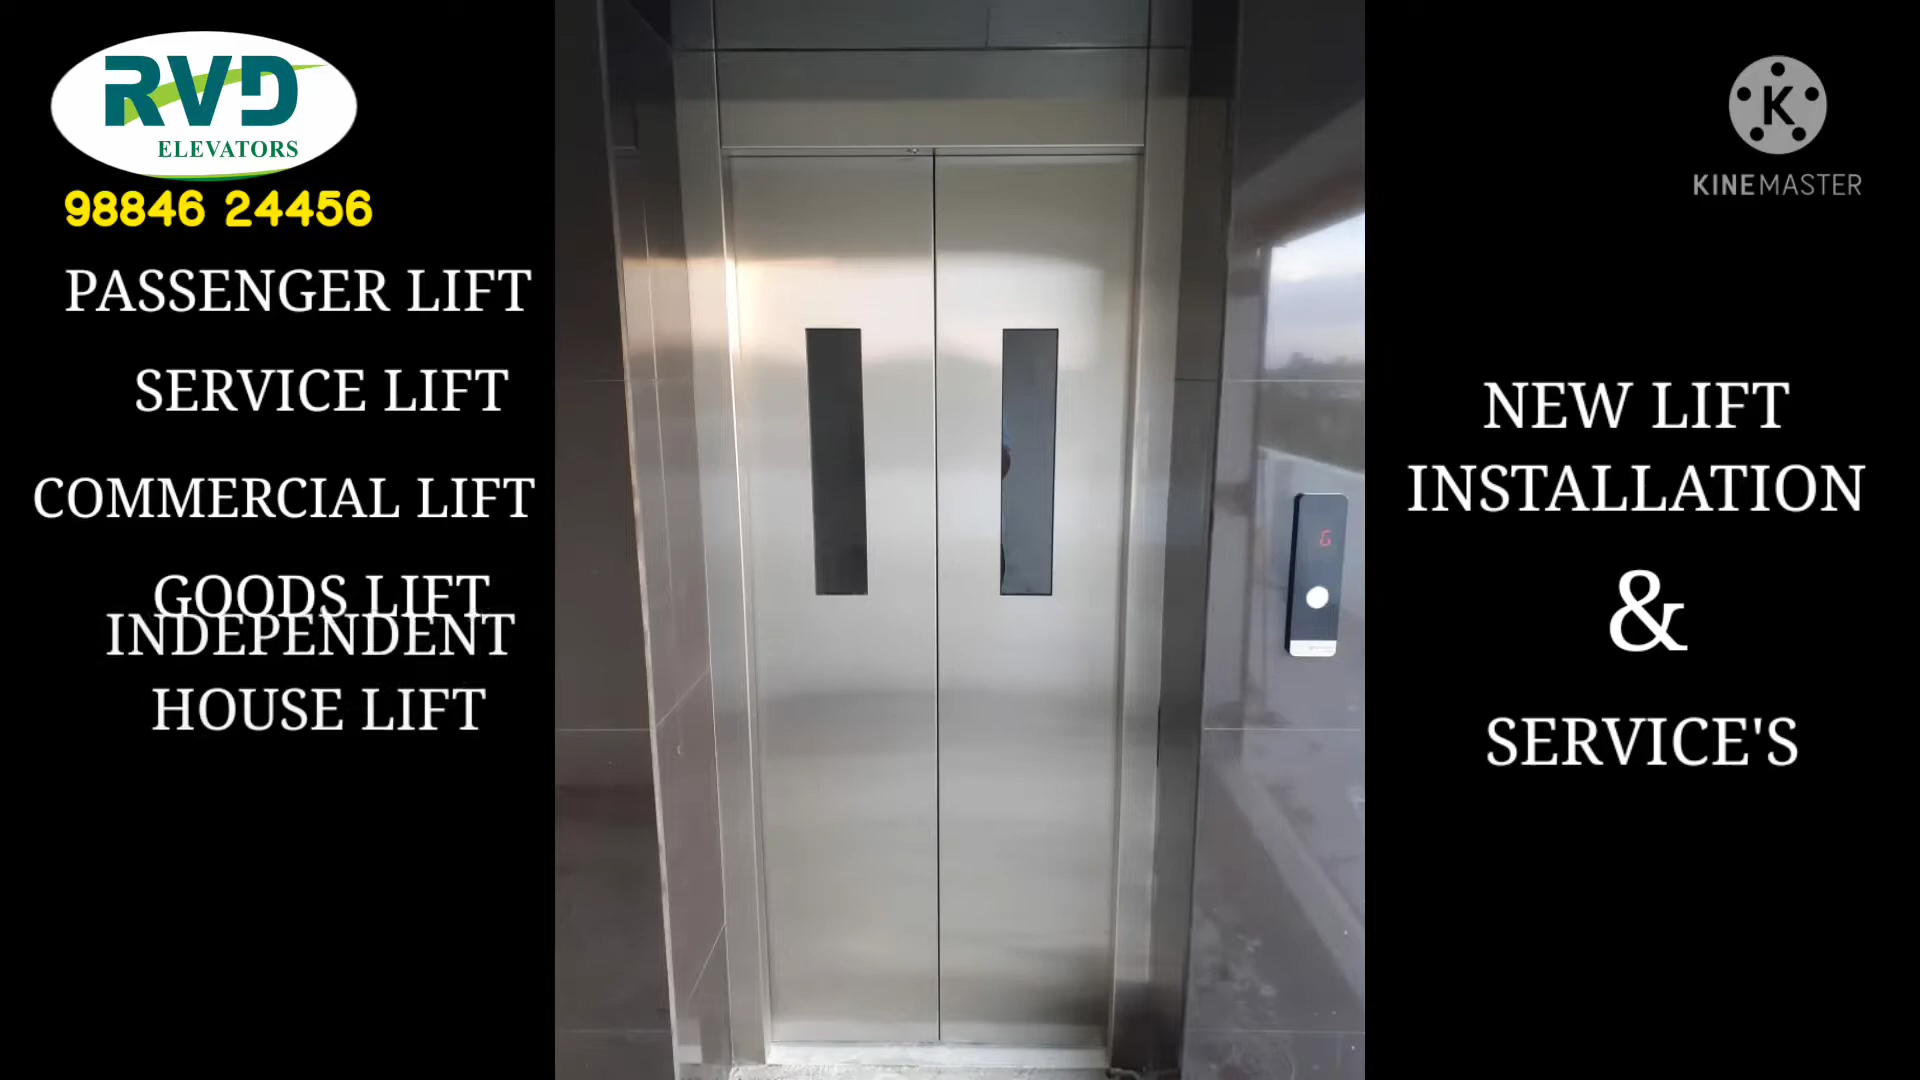 RVD
ELEVATORS
98846 24456
PASSENGER LIFT
SERVICE LIFT
COMMERCIAL LIFT
GOODS LIFT
INDEPENDENT
HOUSE LIFT
G
K
KINEMASTER
NEW LIFT
INSTALLATION
&
SERVICE'S